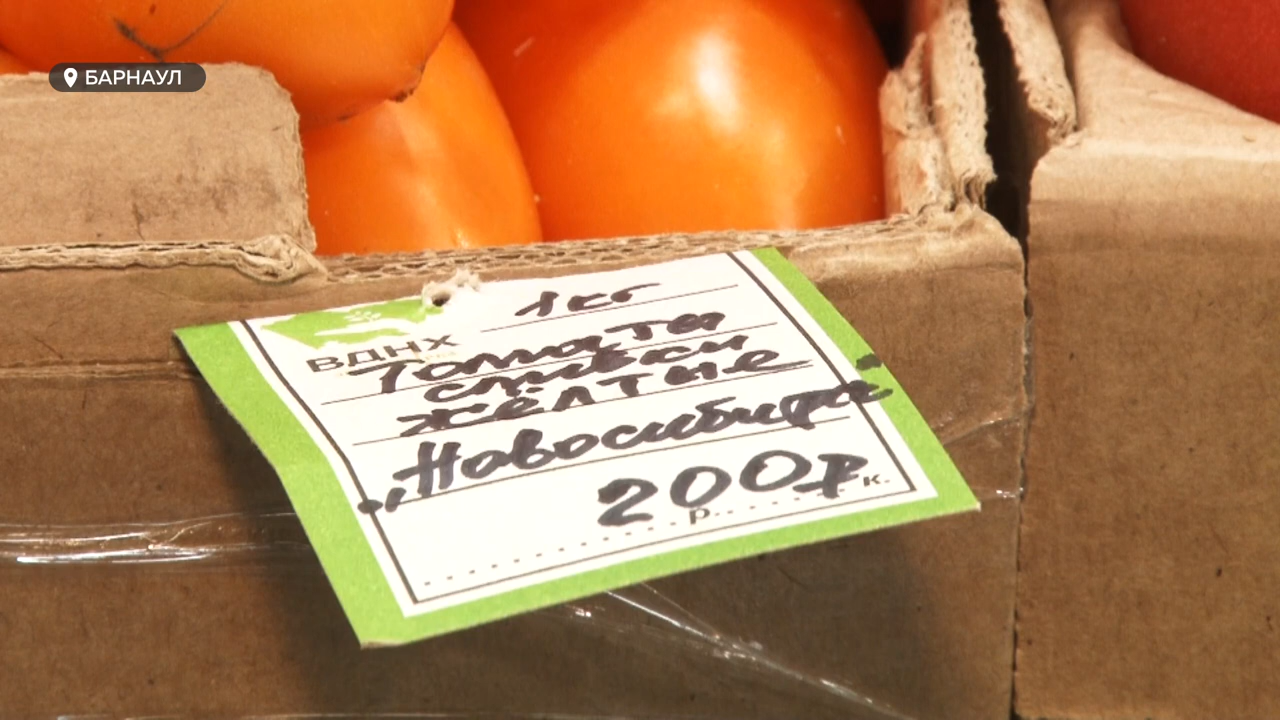 БАРНАУЛ
1кг
ВДНХ
Томаты
сливки
жёлтые
„Новосибирск"
200₽
р. к.